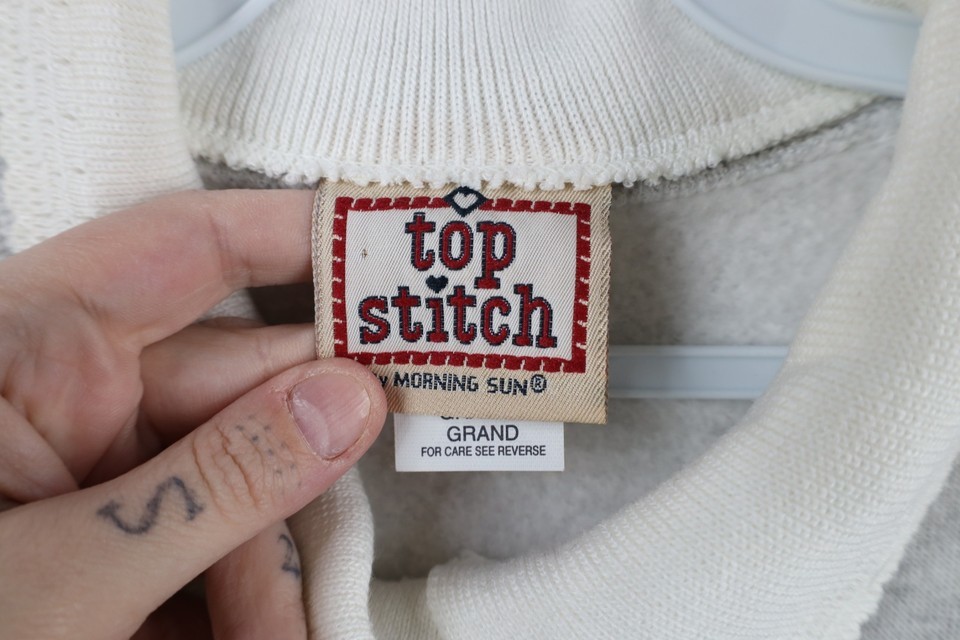 top
stitch
MORNING SUN®
GRAND
FOR CARE SEE REVERSE